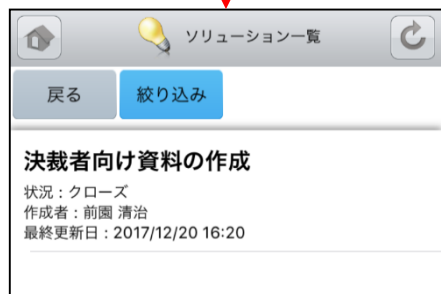 ソリューション一覧
戻る
絞り込み
決裁者向け資料の作成
状況：クローズ
作成者：前園 清治
最終更新日：2017/12/20 16:20